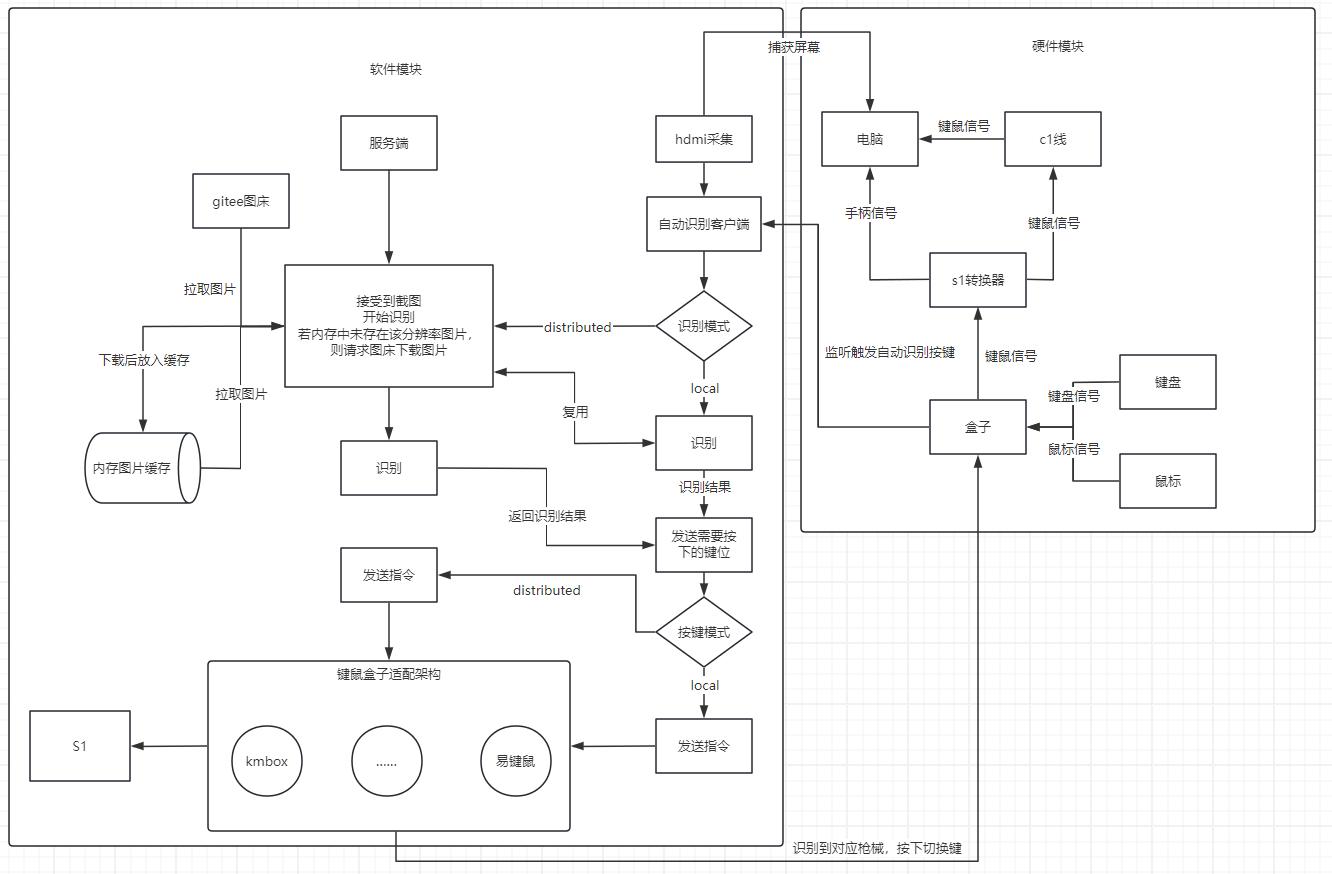 捕获屏幕
硬件模块
软件模块
服务端
hdmi采集
电脑
键鼠信号
c1线
gitee图床
自动识别客户端
手柄信号
键鼠信号
拉取图片
接受到截图
开始识别
若内存中未存在该分辨率图片，
则请求图床下载图片
s1转换器
distributed
识别模式
下载后放入缓存
监听触发自动识别按键
键鼠信号
拉取图片
local
键盘
键盘信号
复用
盒子
识别
鼠标信号
内存图片缓存
识别
识别结果
鼠标
返回识别结果
发送需要按
下的键位
发送指令
distributed
按键模式
键鼠盒子适配架构
local
S1
kmbox
......
易键鼠
发送指令
识别到对应枪械，按下切换键